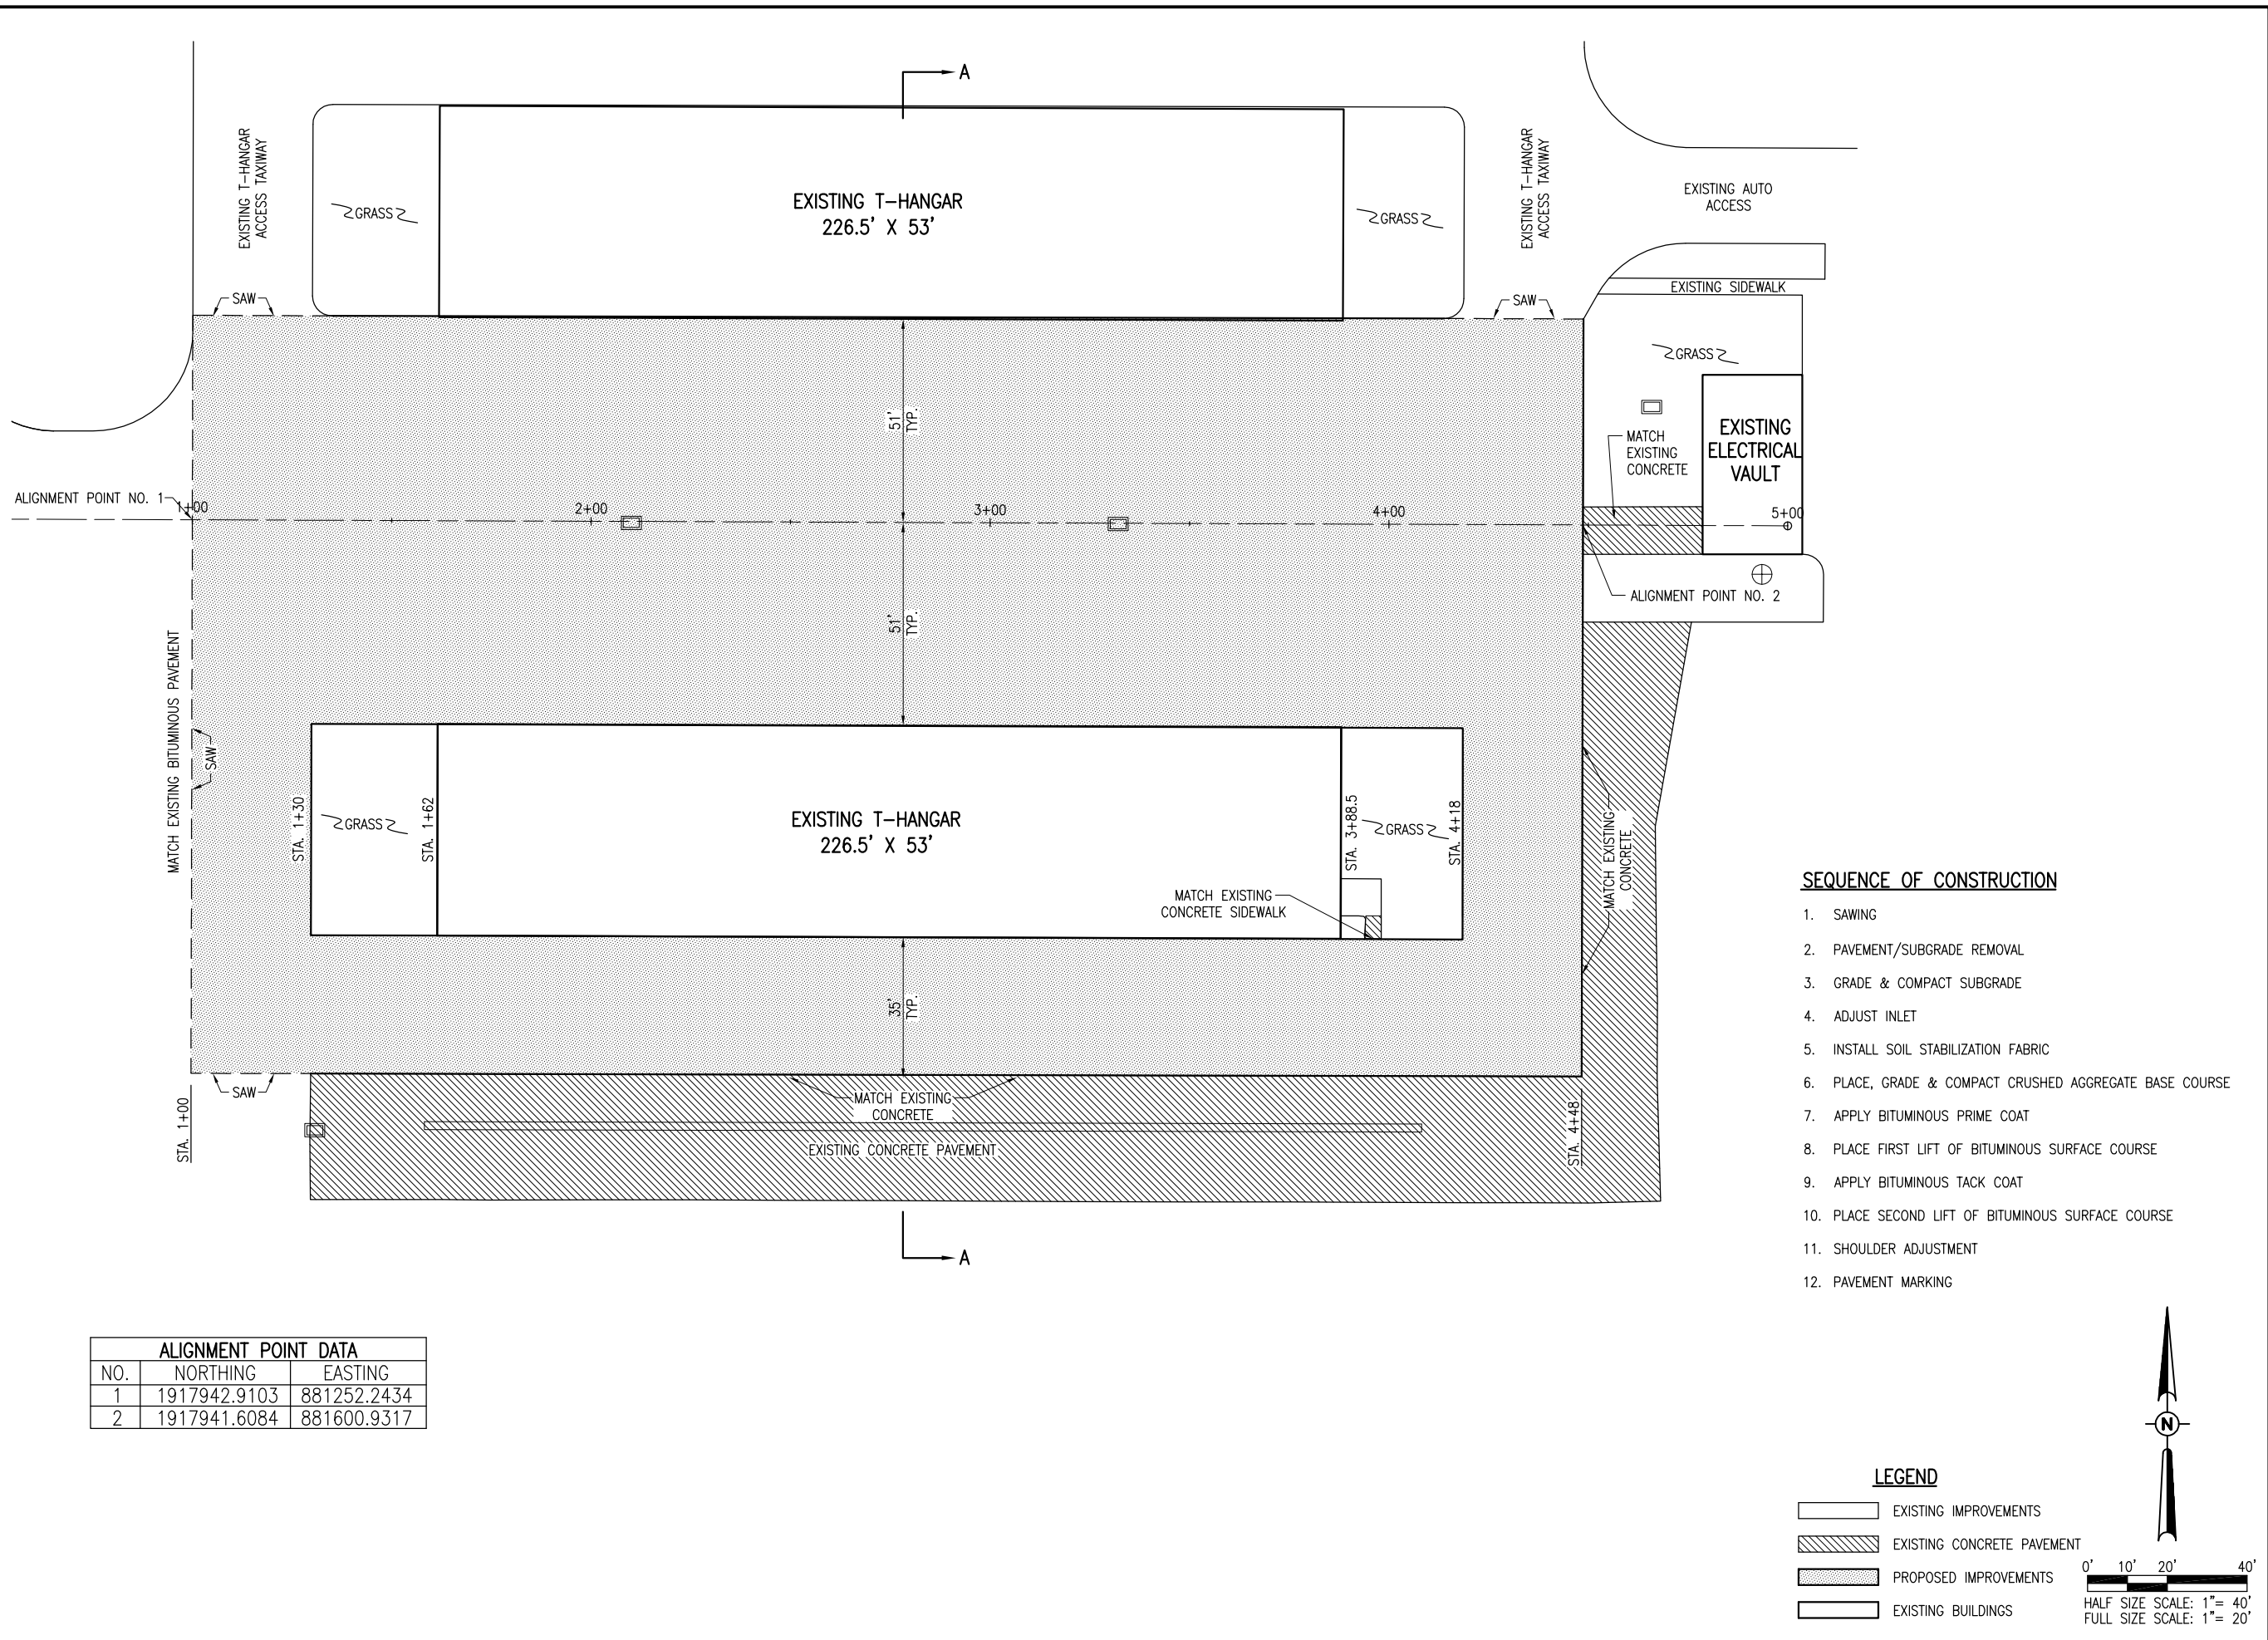 A
EXISTING T-HANGAR
ACCESS TAXIWAY
GRASS
EXISTING T-HANGAR
226.5' X 53'
GRASS
EXISTING T-HANGAR
ACCESS TAXIWAY
EXISTING AUTO
ACCESS
EXISTING SIDEWALK
SAW
SAW
GRASS
51'
TYP.
MATCH
EXISTING
CONCRETE
EXISTING
ELECTRICAL
VAULT
ALIGNMENT POINT NO. 1
1+00
2+00
3+00
4+00
5+00
ALIGNMENT POINT NO. 2
51'
TYP.
MATCH EXISTING BITUMINOUS PAVEMENT
SAW
STA. 1+30
GRASS
STA. 1+62
EXISTING T-HANGAR
226.5' X 53'
STA. 3+88.5
GRASS
STA. 4+18
MATCH EXISTING
CONCRETE
MATCH EXISTING
CONCRETE SIDEWALK
35'
TYP.
SAW
STA. 1+00
MATCH EXISTING
CONCRETE
EXISTING CONCRETE PAVEMENT
STA. 4+48
A
SEQUENCE OF CONSTRUCTION
1. SAWING
2. PAVEMENT/SUBGRADE REMOVAL
3. GRADE & COMPACT SUBGRADE
4. ADJUST INLET
5. INSTALL SOIL STABILIZATION FABRIC
6. PLACE, GRADE & COMPACT CRUSHED AGGREGATE BASE COURSE
7. APPLY BITUMINOUS PRIME COAT
8. PLACE FIRST LIFT OF BITUMINOUS SURFACE COURSE
9. APPLY BITUMINOUS TACK COAT
10. PLACE SECOND LIFT OF BITUMINOUS SURFACE COURSE
11. SHOULDER ADJUSTMENT
12. PAVEMENT MARKING
ALIGNMENT POINT DATA
NO. NORTHING EASTING
1 1917942.9103 881252.2434
2 1917941.6084 881600.9317
N
LEGEND
EXISTING IMPROVEMENTS
EXISTING CONCRETE PAVEMENT
PROPOSED IMPROVEMENTS
EXISTING BUILDINGS
0' 10' 20' 40'
HALF SIZE SCALE: 1"= 40'
FULL SIZE SCALE: 1"= 20'